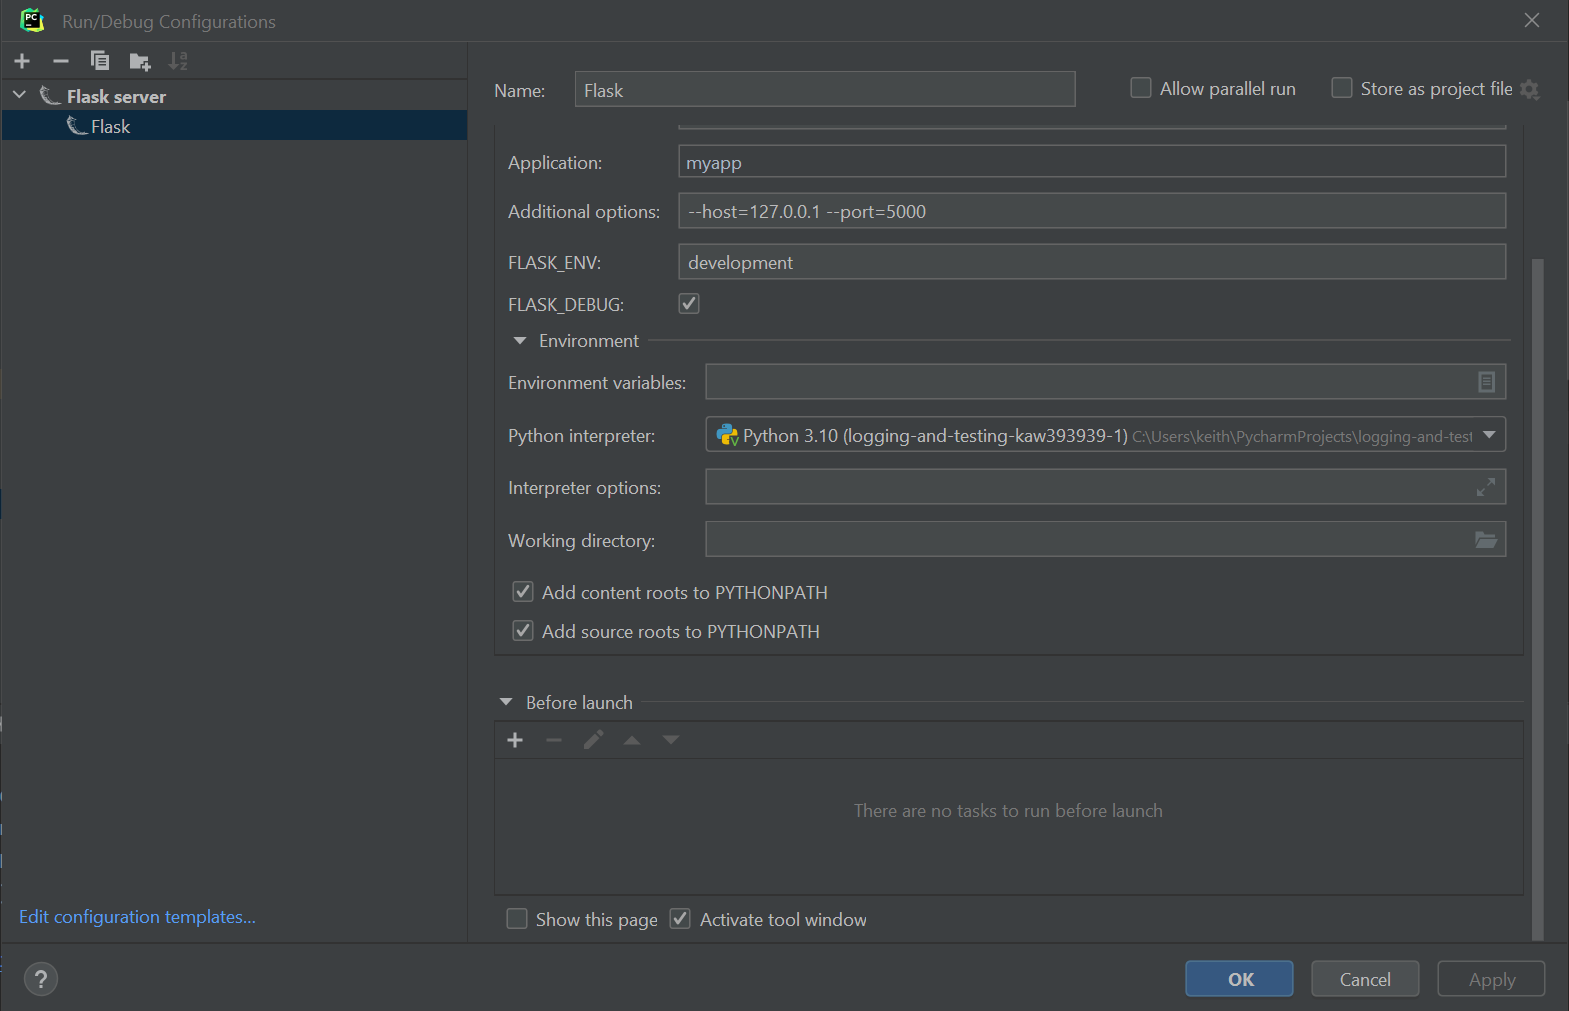 PC
Run/Debug Configurations
Flask server
Flask
Name: Flask
Allow parallel run
Store as project file
Application: myapp
Additional options: --host=127.0.0.1 --port=5000
FLASK_ENV: development
FLASK_DEBUG:
Environment
Environment variables:
Python interpreter: Python 3.10 (logging-and-testing-kaw393939-1) C:\Users\keith\PycharmProjects\logging-and-test
Interpreter options:
Working directory:
Add content roots to PYTHONPATH
Add source roots to PYTHONPATH
Before launch
There are no tasks to run before launch
Show this page
Activate tool window
Edit configuration templates...
?
OK
Cancel
Apply